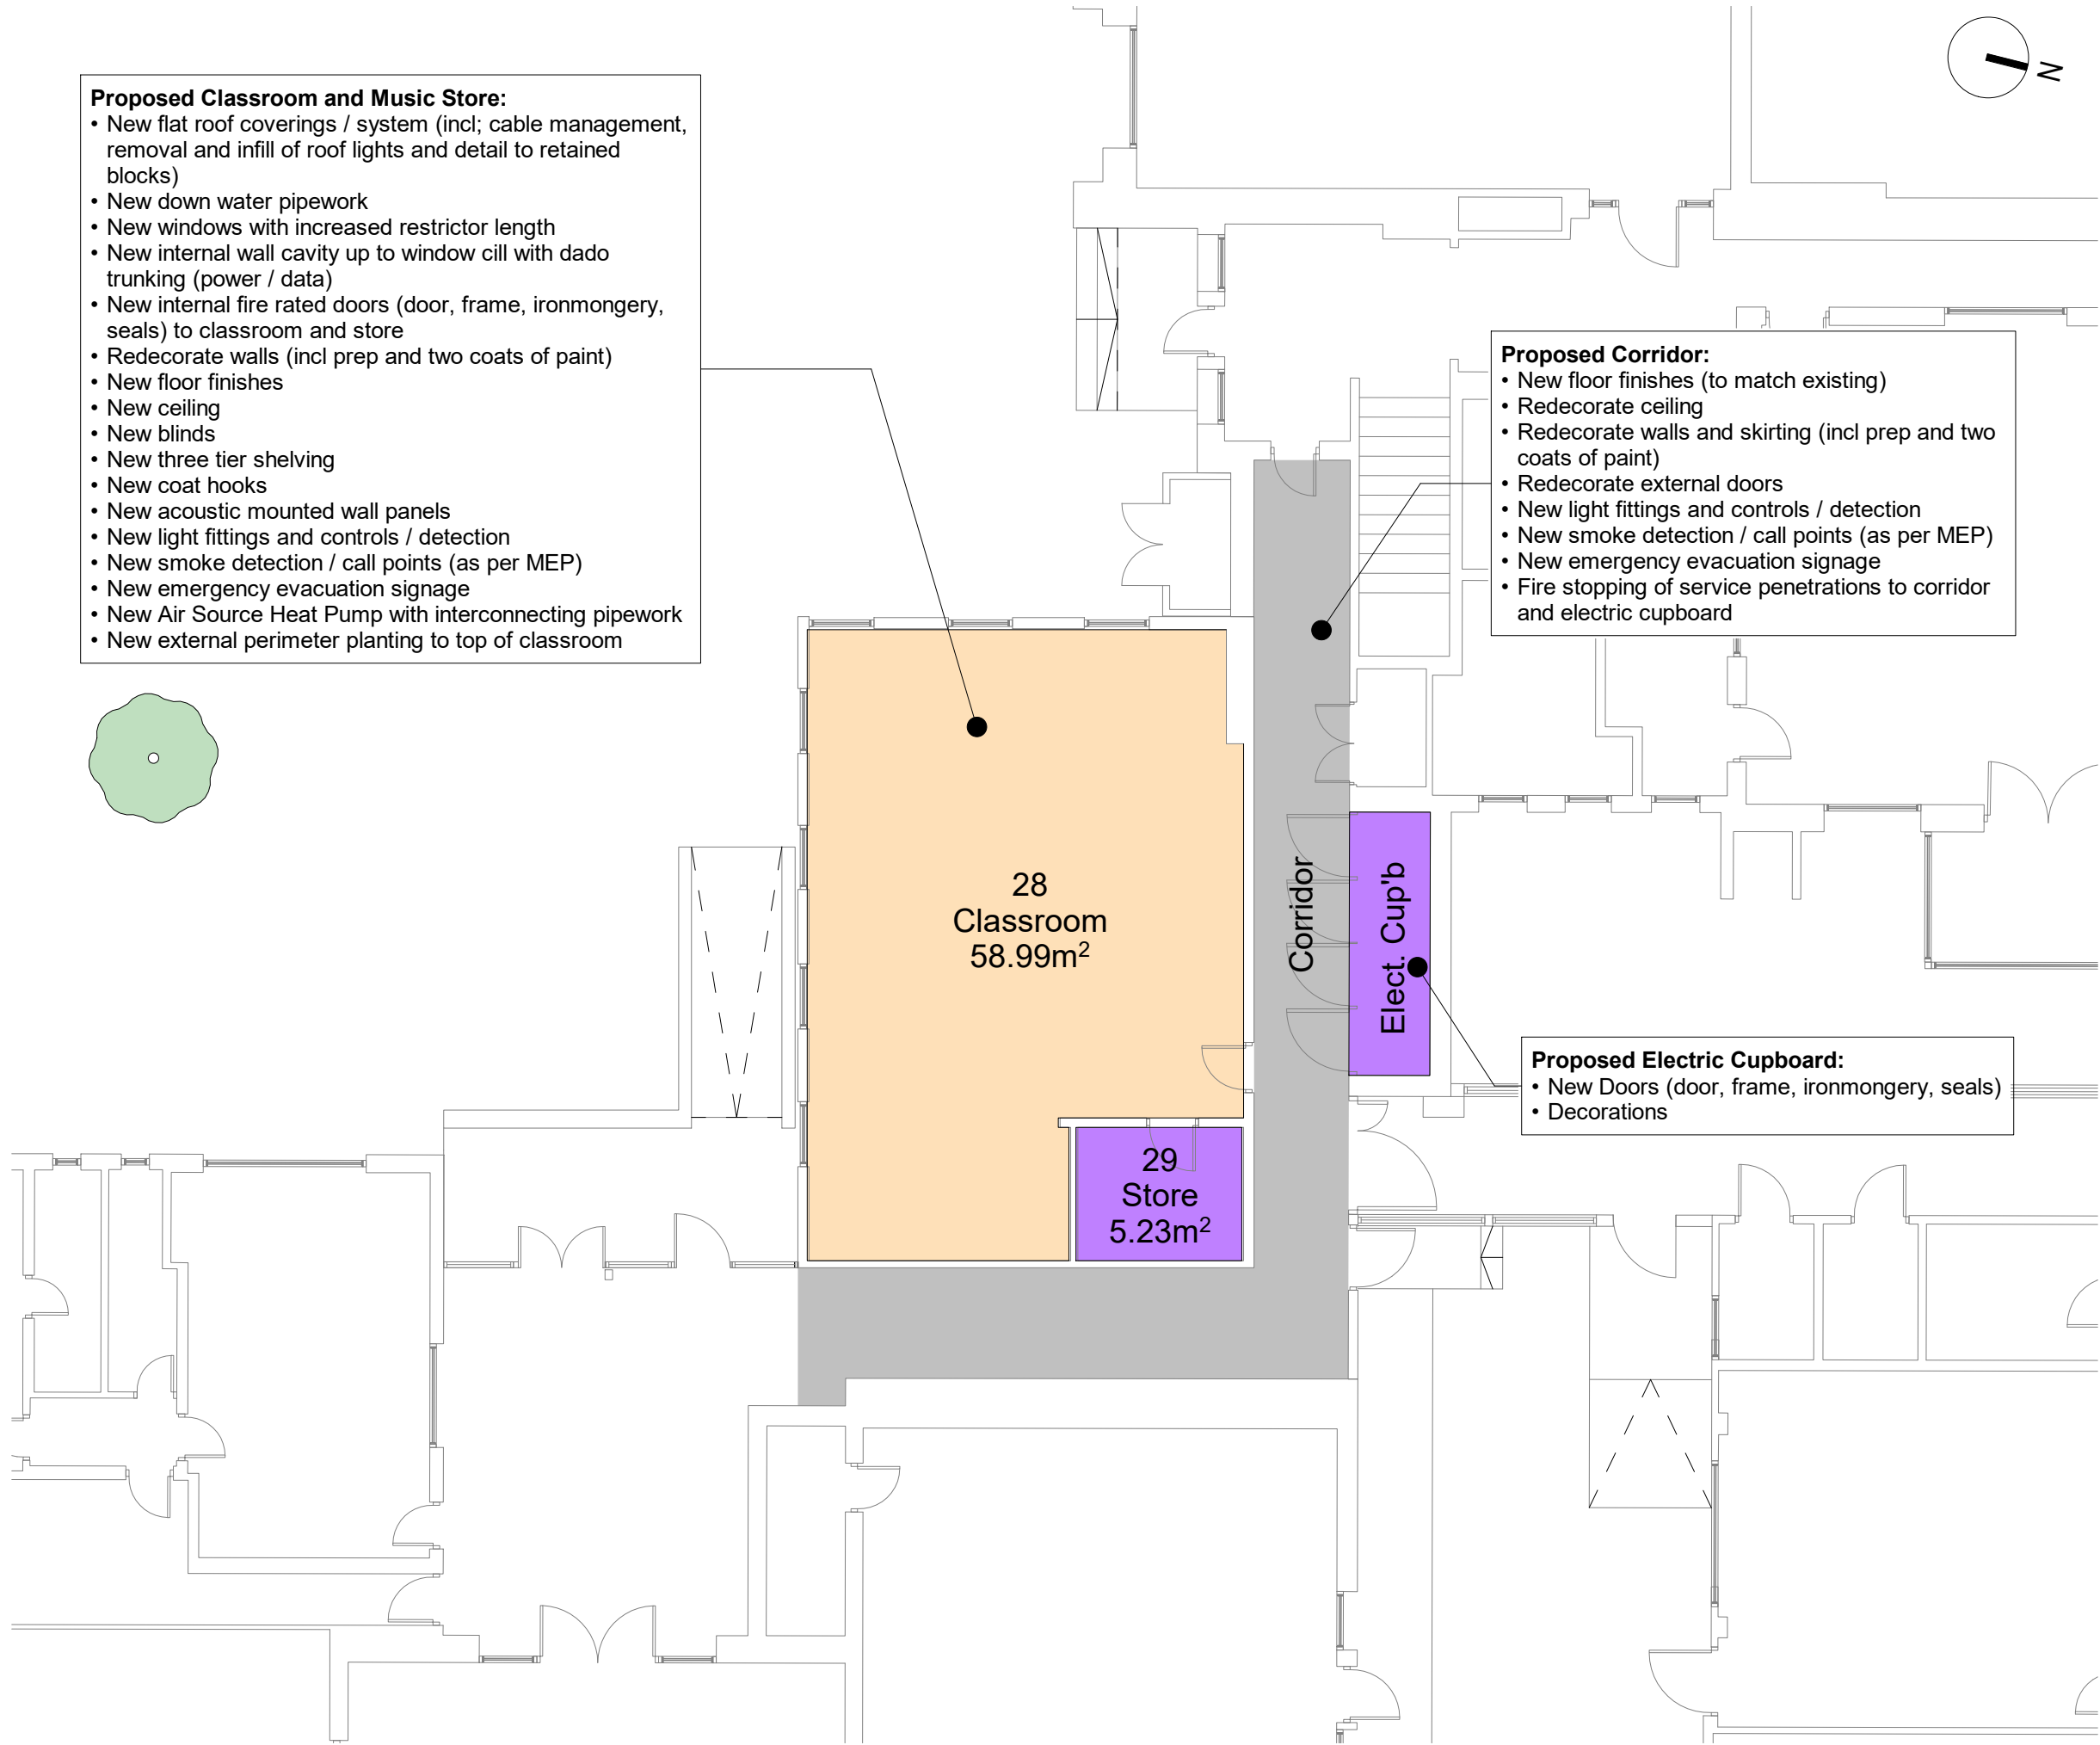 N
Proposed Classroom and Music Store:
• New flat roof coverings / system (incl; cable management,
removal and infill of roof lights and detail to retained
blocks)
• New down water pipework
• New windows with increased restrictor length
• New internal wall cavity up to window cill with dado
trunking (power / data)
• New internal fire rated doors (door, frame, ironmongery,
seals) to classroom and store
• Redecorate walls (incl prep and two coats of paint)
• New floor finishes
• New ceiling
• New blinds
• New three tier shelving
• New coat hooks
• New acoustic mounted wall panels
• New light fittings and controls / detection
• New smoke detection / call points (as per MEP)
• New emergency evacuation signage
• New Air Source Heat Pump with interconnecting pipework
• New external perimeter planting to top of classroom
Proposed Corridor:
• New floor finishes (to match existing)
• Redecorate ceiling
• Redecorate walls and skirting (incl prep and two
coats of paint)
• Redecorate external doors
• New light fittings and controls / detection
• New smoke detection / call points (as per MEP)
• New emergency evacuation signage
• Fire stopping of service penetrations to corridor
and electric cupboard
28
Classroom
58.99m²
Corridor
Elect. Cup'b
Proposed Electric Cupboard:
• New Doors (door, frame, ironmongery, seals)
• Decorations
29
Store
5.23m²